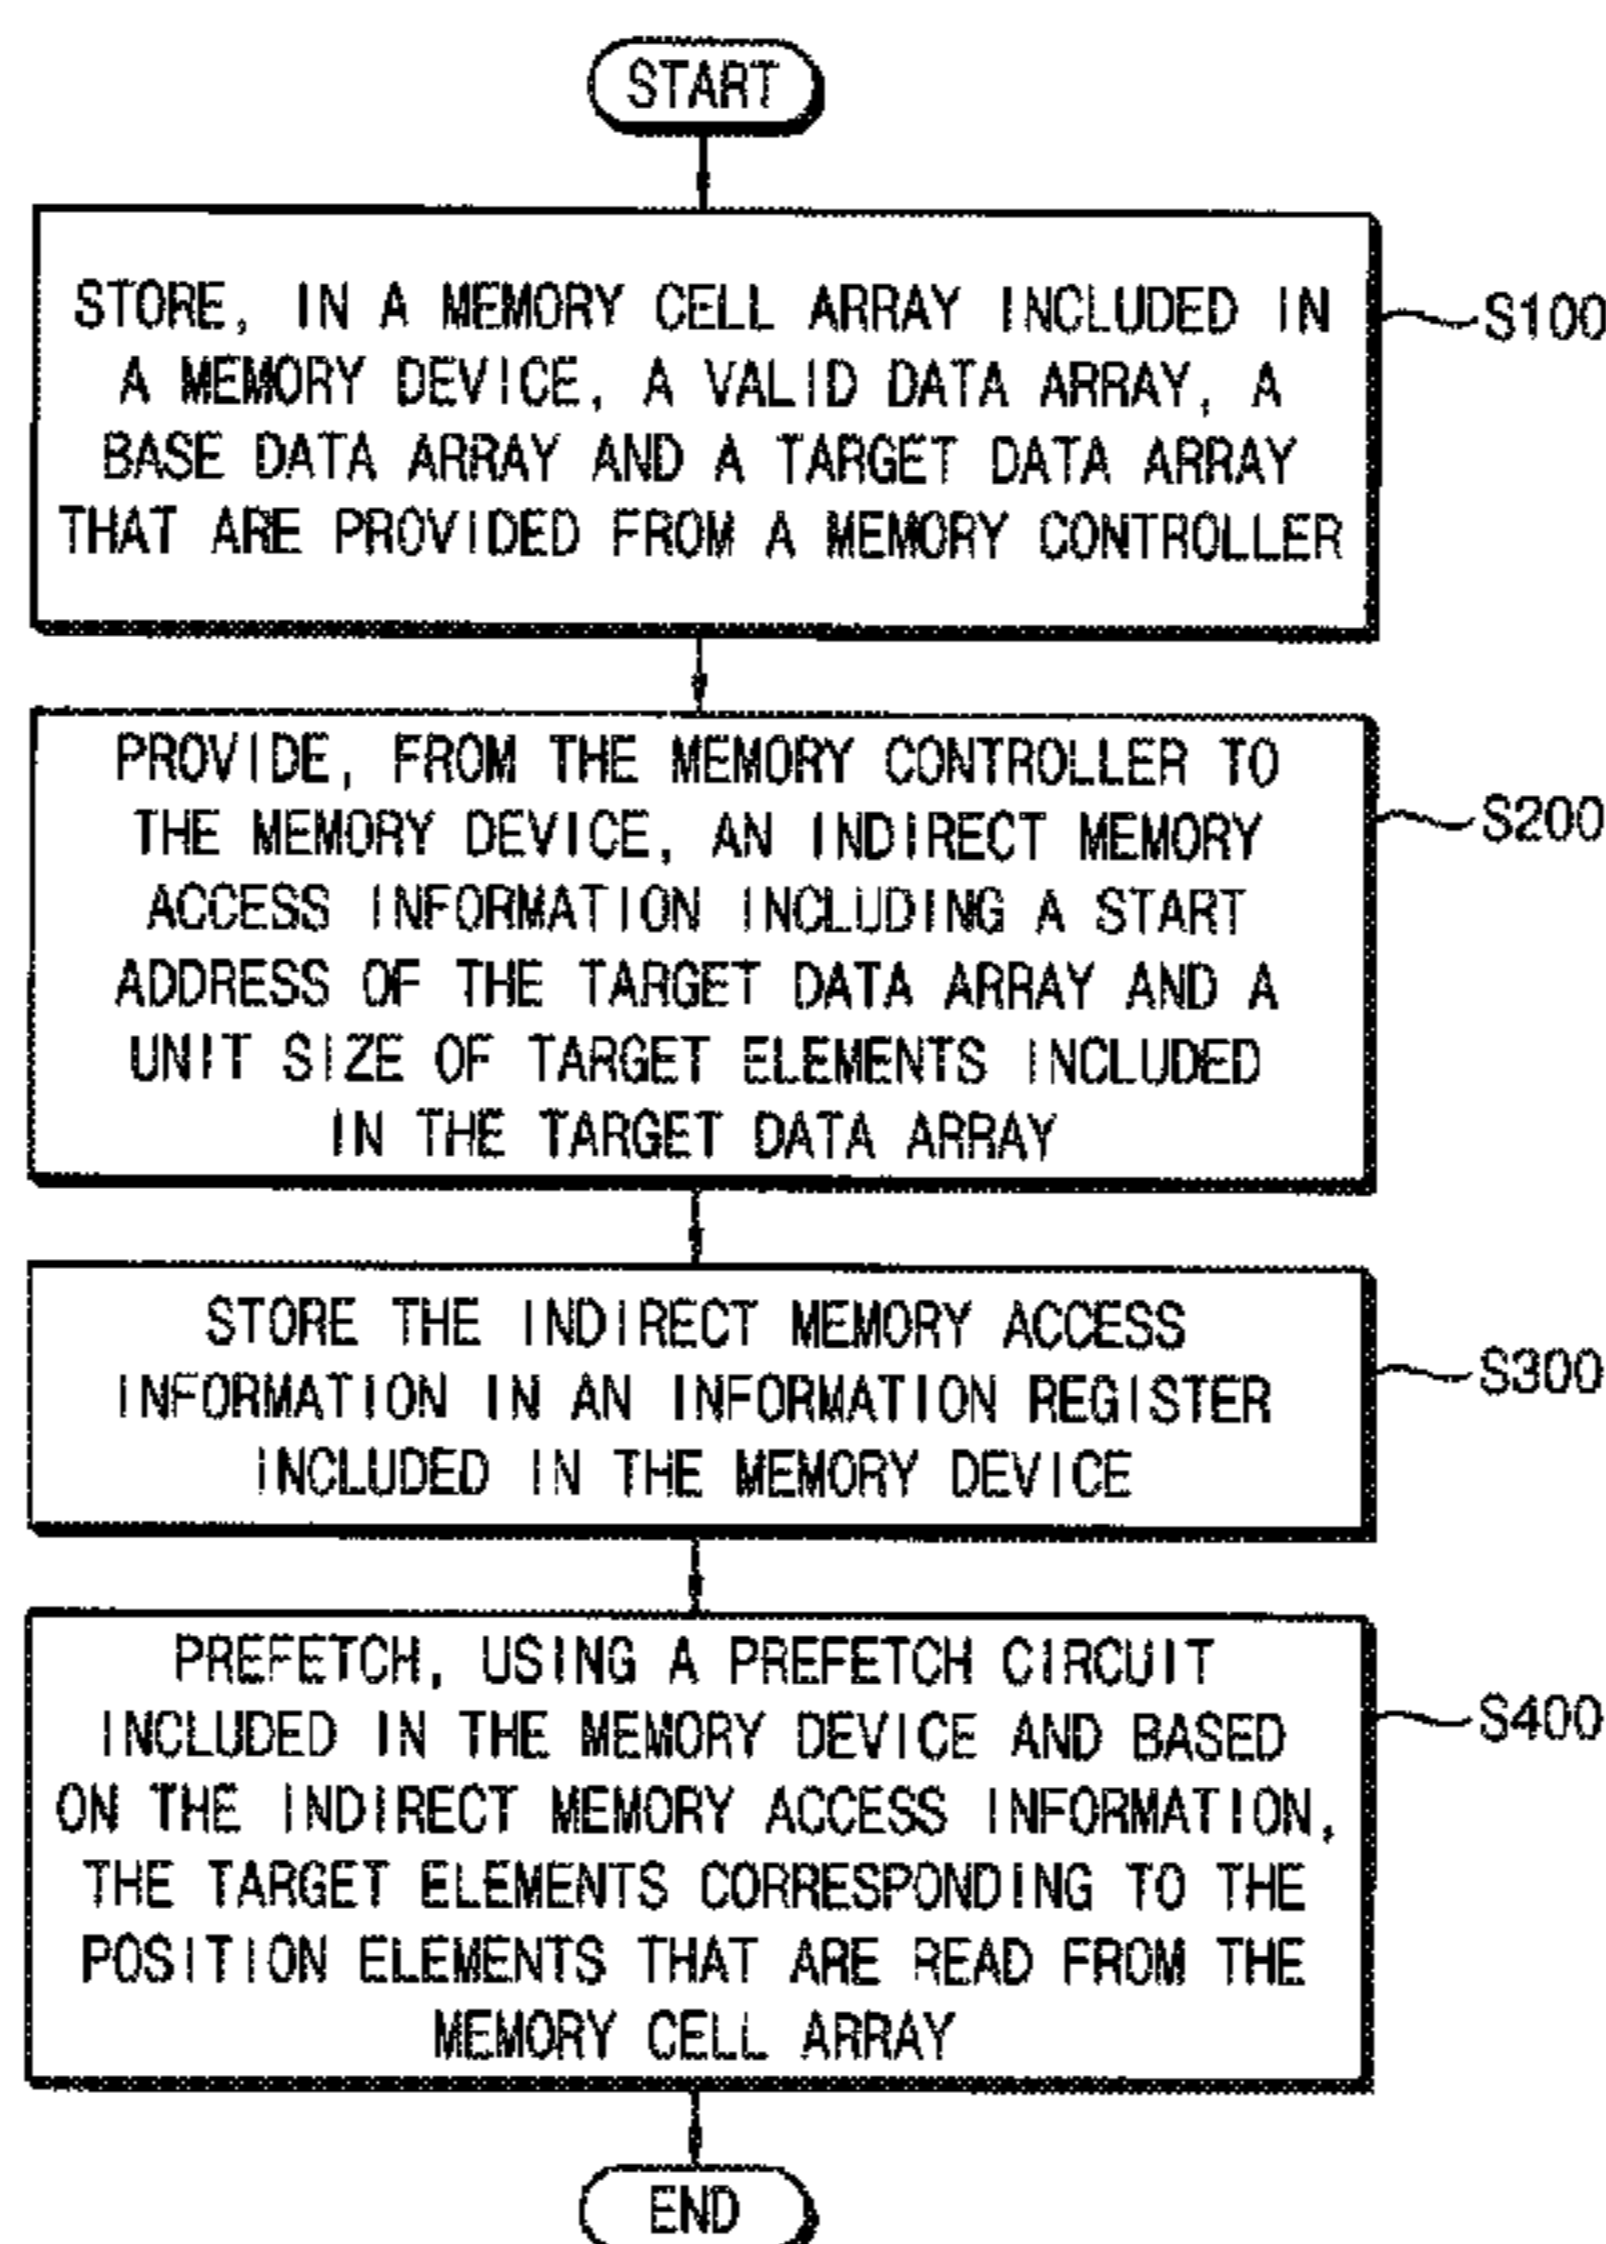 START
STORE, IN A MEMORY CELL ARRAY INCLUDED IN
A MEMORY DEVICE, A VALID DATA ARRAY, A
BASE DATA ARRAY AND A TARGET DATA ARRAY
THAT ARE PROVIDED FROM A MEMORY CONTROLLER
S100
PROVIDE, FROM THE MEMORY CONTROLLER TO
THE MEMORY DEVICE, AN INDIRECT MEMORY
ACCESS INFORMATION INCLUDING A START
ADDRESS OF THE TARGET DATA ARRAY AND A
UNIT SIZE OF TARGET ELEMENTS INCLUDED
IN THE TARGET DATA ARRAY
S200
STORE THE INDIRECT MEMORY ACCESS
INFORMATION IN AN INFORMATION REGISTER
INCLUDED IN THE MEMORY DEVICE
S300
PREFETCH, USING A PREFETCH CIRCUIT
INCLUDED IN THE MEMORY DEVICE AND BASED
ON THE INDIRECT MEMORY ACCESS INFORMATION,
THE TARGET ELEMENTS CORRESPONDING TO THE
POSITION ELEMENTS THAT ARE READ FROM THE
MEMORY CELL ARRAY
S400
END